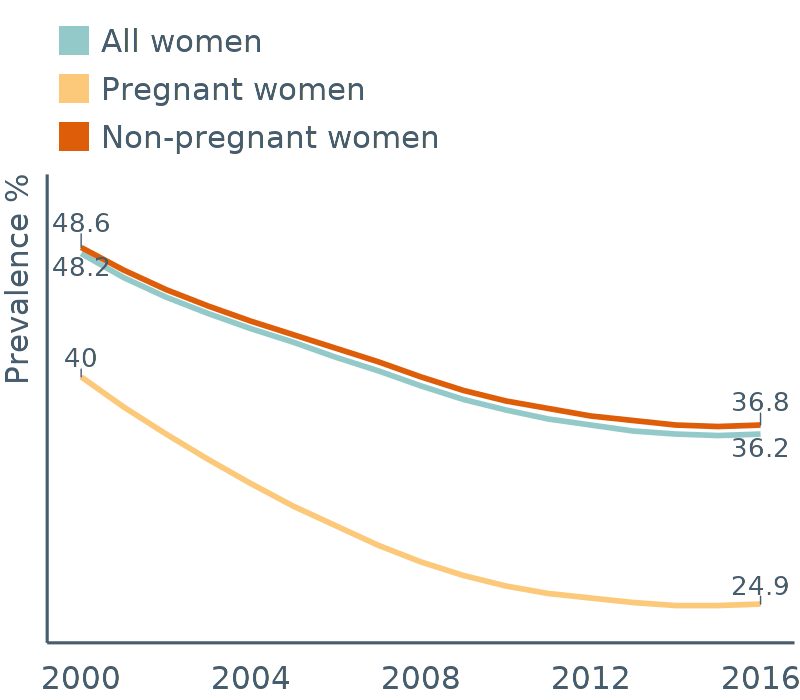 All women
Pregnant women
Non-pregnant women
Prevalence %
48.6
48.2
40
36.8
36.2
24.9
2000 2004 2008 2012 2016